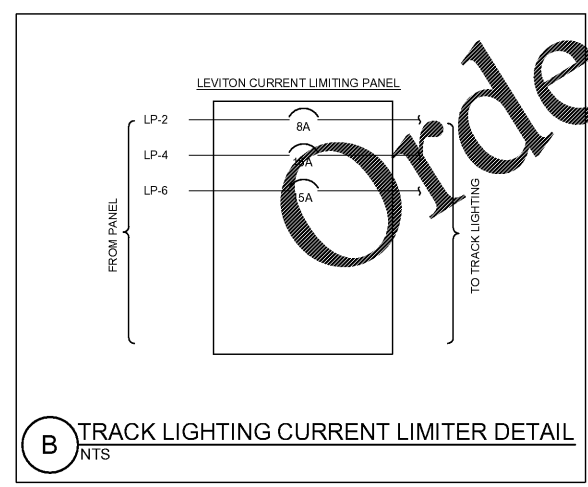 LEVITON CURRENT LIMITING PANEL
LP-2
8A
LP-4
LP-6
5A
FROM PANEL
TO TRACK LIGHTING
Orde
B
TRACK LIGHTING CURRENT LIMITER DETAIL
NTS